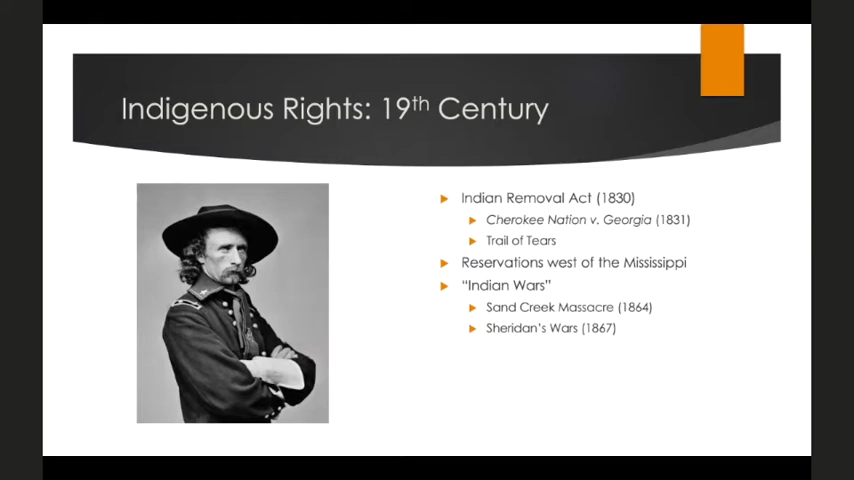 Indigenous Rights: 19th Century
Indian Removal Act (1830)
Cherokee Nation v. Georgia (1831)
Trail of Tears
Reservations west of the Mississippi
“Indian Wars”
Sand Creek Massacre (1864)
Sheridan’s Wars (1867)